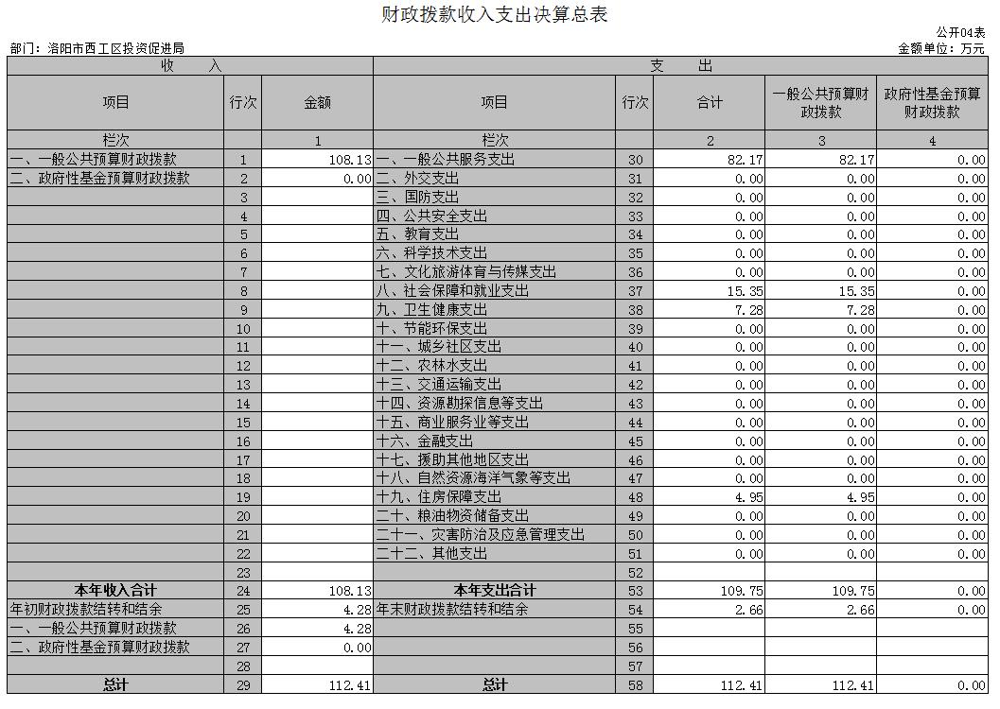 财政拨款收入支出决算总表
公开04表
部门：洛阳市西工区投资促进局 金额单位：万元
收 入 支 出
项目 行次 金额 项目 行次 合计 一般公共预算财政拨款 政府性基金预算财政拨款
栏次 1 栏次 2 3 4
一、一般公共预算财政拨款 1 108.13 一、一般公共服务支出 30 82.17 82.17 0.00
二、政府性基金预算财政拨款 2 0.00 二、外交支出 31 0.00 0.00 0.00
3 三、国防支出 32 0.00 0.00 0.00
4 四、公共安全支出 33 0.00 0.00 0.00
5 五、教育支出 34 0.00 0.00 0.00
6 六、科学技术支出 35 0.00 0.00 0.00
7 七、文化旅游体育与传媒支出 36 0.00 0.00 0.00
8 八、社会保障和就业支出 37 15.35 15.35 0.00
9 九、卫生健康支出 38 7.28 7.28 0.00
10 十、节能环保支出 39 0.00 0.00 0.00
11 十一、城乡社区支出 40 0.00 0.00 0.00
12 十二、农林水支出 41 0.00 0.00 0.00
13 十三、交通运输支出 42 0.00 0.00 0.00
14 十四、资源勘探信息等支出 43 0.00 0.00 0.00
15 十五、商业服务业等支出 44 0.00 0.00 0.00
16 十六、金融支出 45 0.00 0.00 0.00
17 十七、援助其他地区支出 46 0.00 0.00 0.00
18 十八、自然资源海洋气象等支出 47 0.00 0.00 0.00
19 十九、住房保障支出 48 4.95 4.95 0.00
20 二十、粮油物资储备支出 49 0.00 0.00 0.00
21 二十一、灾害防治及应急管理支出 50 0.00 0.00 0.00
22 二十二、其他支出 51 0.00 0.00 0.00
23 52
本年收入合计 24 108.13 本年支出合计 53 109.75 109.75 0.00
年初财政拨款结转和结余 25 4.28 年末财政拨款结转和结余 54 2.66 2.66 0.00
一、一般公共预算财政拨款 26 4.28 55
二、政府性基金预算财政拨款 27 0.00 56
28 57
总计 29 112.41 总计 58 112.41 112.41 0.00